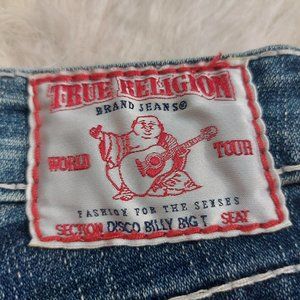 TRUE RELIGION
BRAND JEANS®
WORLD TOUR
FASHION FOR THE SENSES
SECTION DISCO BILLY BIG T SEAT